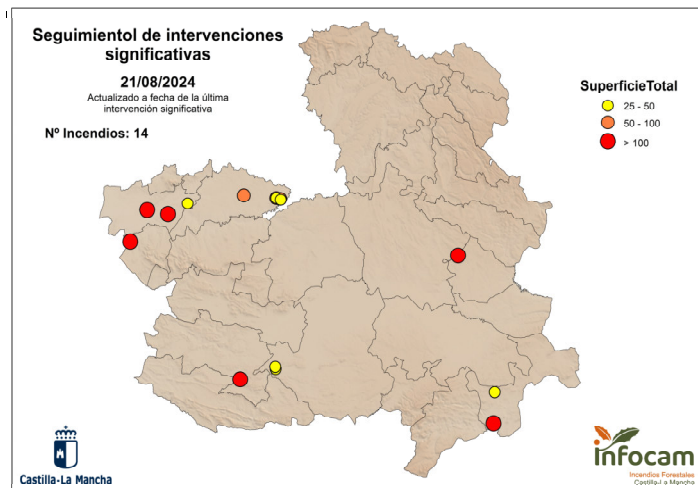 Seguimientol de intervenciones
significativas
21/08/2024
Actualizado a fecha de la última
intervención significativa
Nº Incendios: 14
SuperficieTotal
25 - 50
50 - 100
> 100
Castilla-La Mancha
infocam
Incendios Forestales
Castilla-La Mancha